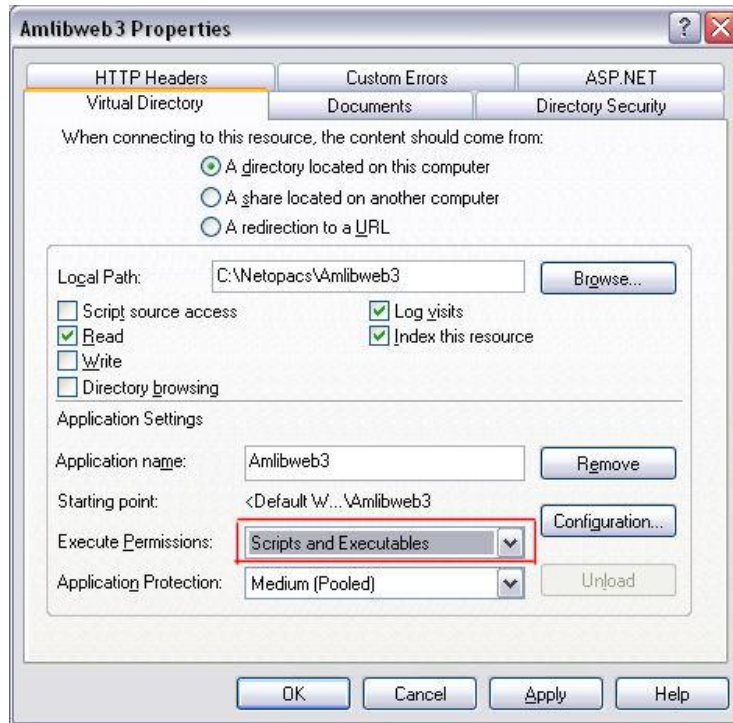 Amlibweb3 Properties
HTTP Headers Custom Errors ASP.NET
Virtual Directory Documents Directory Security
When connecting to this resource, the content should come from:
A directory located on this computer
A share located on another computer
A redirection to a URL
Local Path: C:\Netopacs\Amlibweb3 Browse...
Script source access Log visits
Read Index this resource
Write
Directory browsing
Application Settings
Application name: Amlibweb3 Remove
Starting point: <Default W...\Amlibweb3
Configuration...
Execute Permissions: Scripts and Executables
Application Protection: Medium (Pooled) Unload
OK Cancel Apply Help